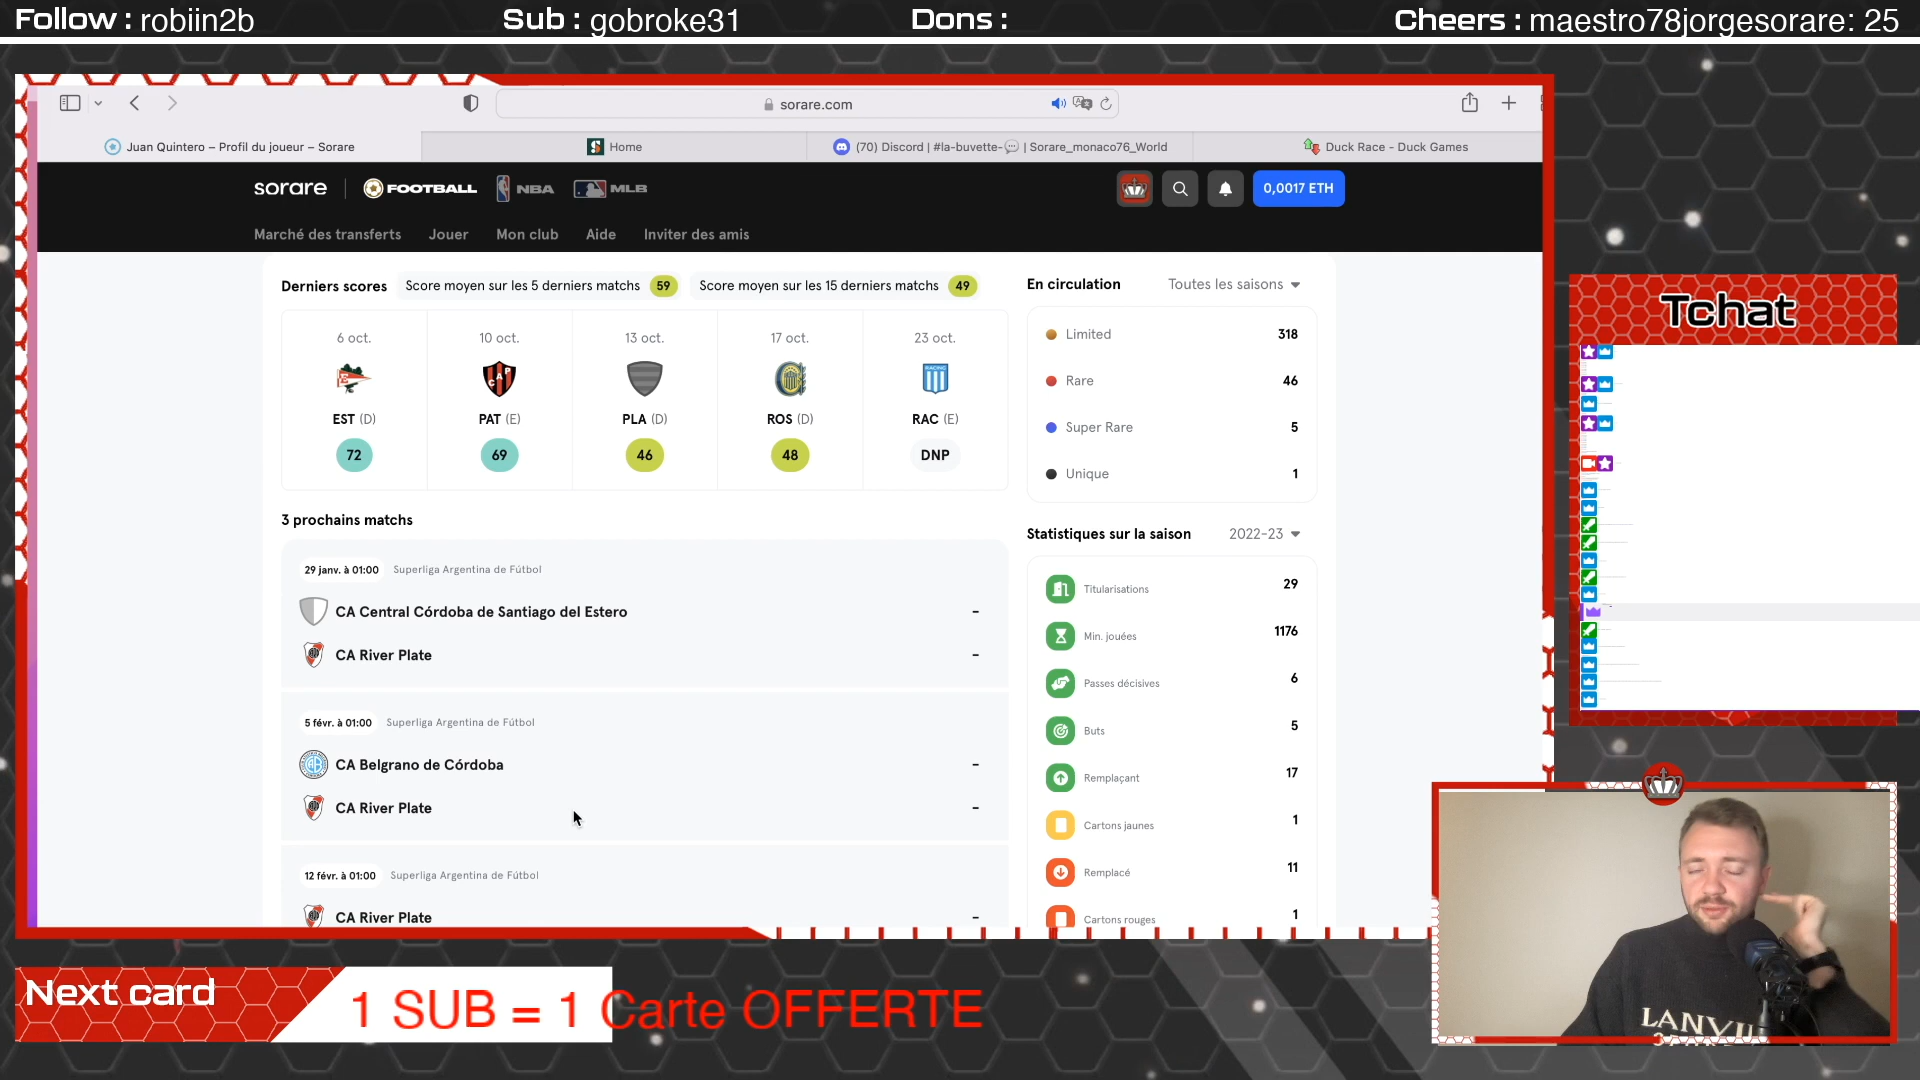 Follow : robiin2b
Sub : gobroke31
Dons :
Cheers : maestro78jorgesorare: 25
sorare.com
Juan Quintero – Profil du joueur – Sorare
Home
(70) Discord | #la-buvette-💬 | Sorare_monaco76_World
Duck Race - Duck Games
sorare
FOOTBALL
NBA
MLB
0,0017 ETH
Marché des transferts
Jouer
Mon club
Aide
Inviter des amis
Derniers scores
Score moyen sur les 5 derniers matchs 59
Score moyen sur les 15 derniers matchs 49
6 oct.
10 oct.
13 oct.
17 oct.
23 oct.
EST (D)
PAT (E)
PLA (D)
ROS (D)
RAC (E)
72
69
46
48
DNP
En circulation
Toutes les saisons
Limited 318
Rare 46
Super Rare 5
Unique 1
3 prochains matchs
29 janv. à 01:00 Superliga Argentina de Fútbol
CA Central Córdoba de Santiago del Estero -
CA River Plate -
5 févr. à 01:00 Superliga Argentina de Fútbol
CA Belgrano de Córdoba -
CA River Plate -
12 févr. à 01:00 Superliga Argentina de Fútbol
CA River Plate -
Statistiques sur la saison
2022-23
Titularisations 29
Min. jouées 1176
Passes décisives 6
Buts 5
Remplaçant 17
Cartons jaunes 1
Remplacé 11
Cartons rouges 1
Tchat
LANVI
Next card
1 SUB = 1 Carte OFFERTE